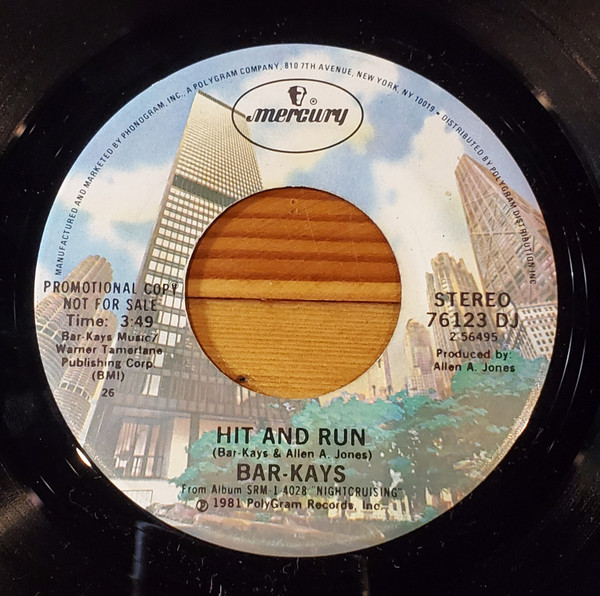 MANUFACTURED AND MARKETED BY PHONOGRAM, INC., A POLYGRAM COMPANY, 810 7TH AVENUE, NEW YORK, NY 10019 • DISTRIBUTED BY POLYGRAM DISTRIBUTION INC
®
mercury
PROMOTIONAL COPY
NOT FOR SALE
Time: 3:49
Bar-Kays Music/
Warner Tamerlane
Publishing Corp.
(BMI)
26
STEREO
76123 DJ
2 56495
Produced by:
Allen A. Jones
HIT AND RUN
(Bar-Kays & Allen A. Jones)
BAR-KAYS
From Album SRM-1-4028 "NIGHTCRUISING"
℗ 1981 PolyGram Records, Inc.